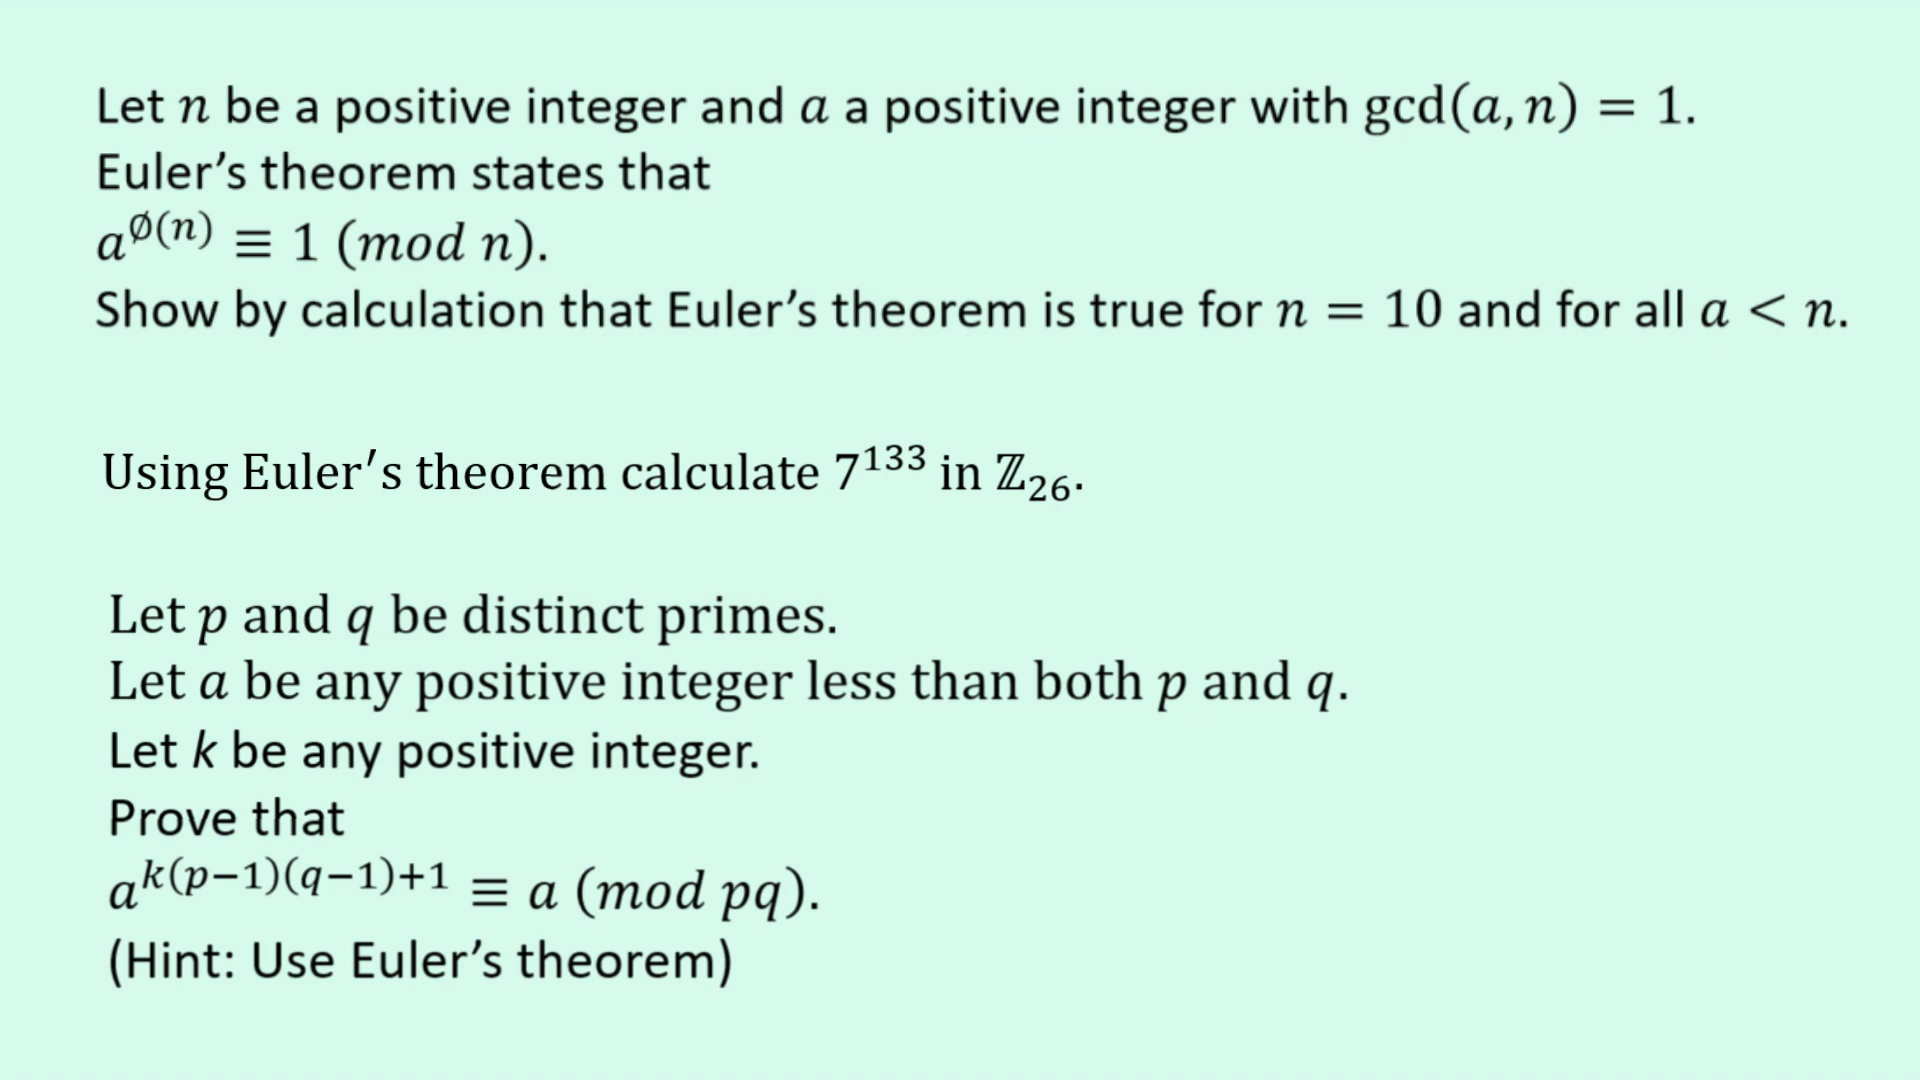 Let n be a positive integer and a a positive integer with gcd(a, n) = 1.
Euler’s theorem states that
a^∅(n) ≡ 1 (mod n).
Show by calculation that Euler’s theorem is true for n = 10 and for all a < n.
Using Euler′s theorem calculate 7^133 in ℤ_26.
Let p and q be distinct primes.
Let a be any positive integer less than both p and q.
Let k be any positive integer.
Prove that
a^(k(p−1)(q−1)+1) ≡ a (mod pq).
(Hint: Use Euler’s theorem)